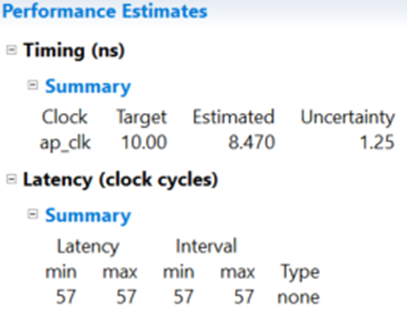 Performance Estimates
Timing (ns)
Summary
Clock Target Estimated Uncertainty
ap_clk 10.00 8.470 1.25
Latency (clock cycles)
Summary
Latency Interval
min max min max Type
57 57 57 57 none